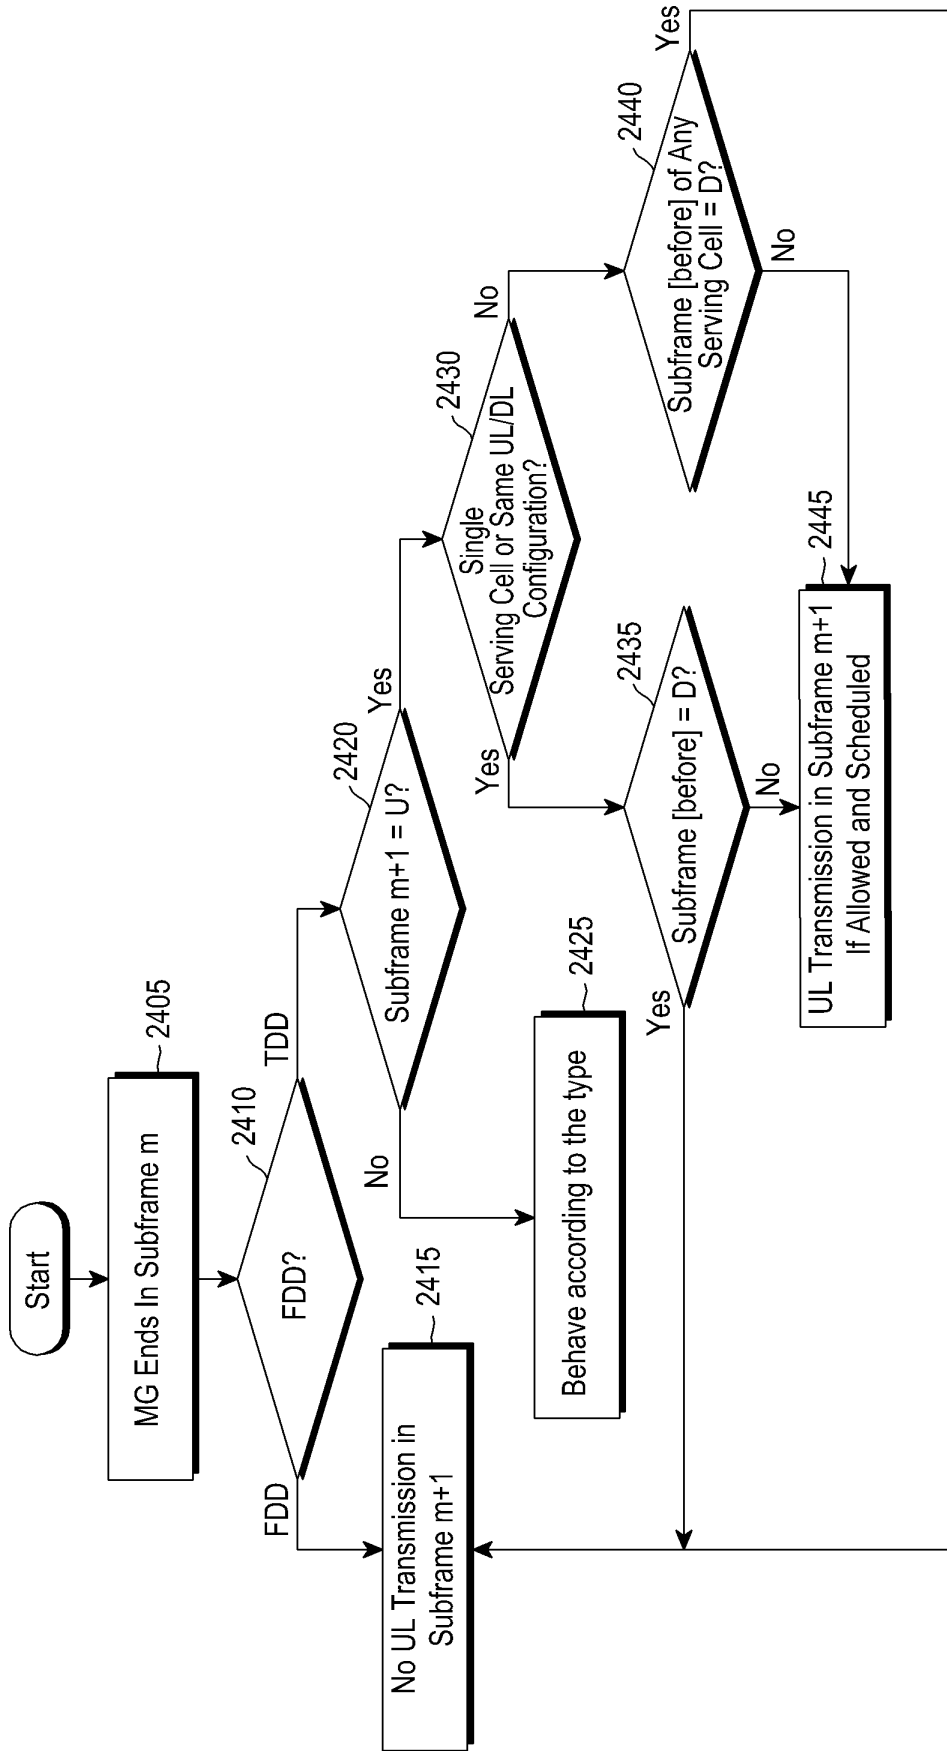 Start
MG Ends In Subframe m
2405
FDD?
2410
FDD
TDD
No UL Transmission in
Subframe m+1
2415
Subframe m+1 = U?
2420
No
Yes
Behave according to the type
2425
Single
Serving Cell or Same UL/DL
Configuration?
2430
Yes
No
Subframe [before] = D?
2435
Yes
No
Subframe [before] of Any
Serving Cell = D?
2440
Yes
No
UL Transmission in Subframe m+1
If Allowed and Scheduled
2445